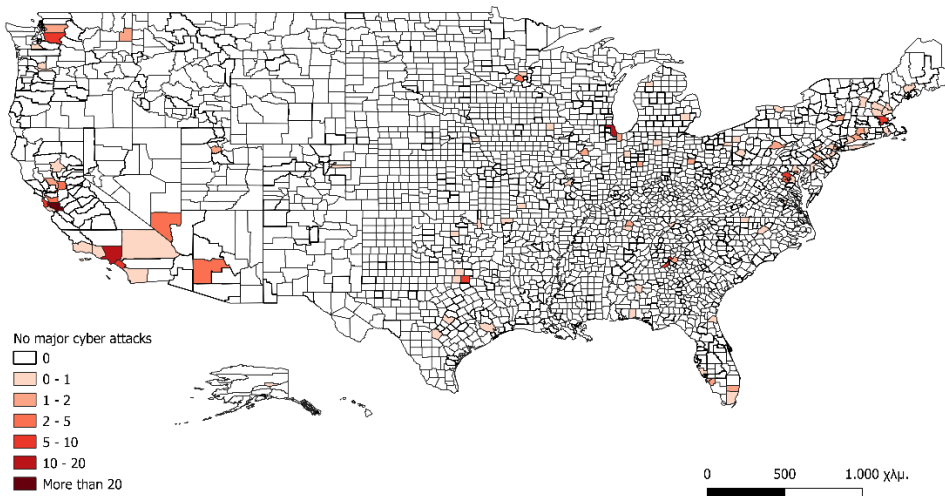 No major cyber attacks
0
0 - 1
1 - 2
2 - 5
5 - 10
10 - 20
More than 20
0 500 1.000 χλμ.